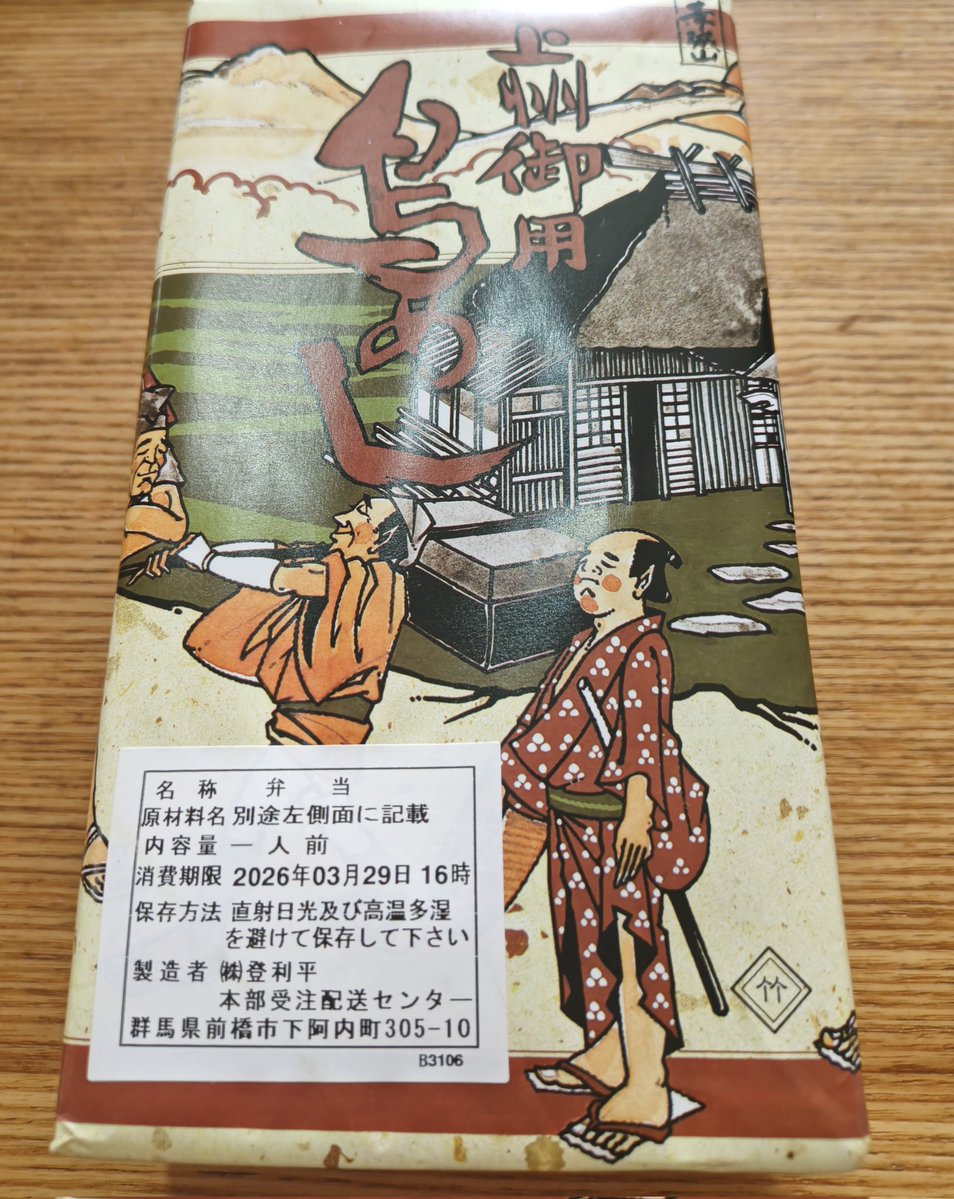 赤城山
上州御用
鳥めし
名称 弁当
原材料名 別途左側面に記載
内容量 一人前
消費期限 2026年03月29日 16時
保存方法 直射日光及び高温多湿
を避けて保存して下さい
製造者 ㈱登利平
本部受注配送センター
群馬県前橋市下阿内町305-10
B3106
竹